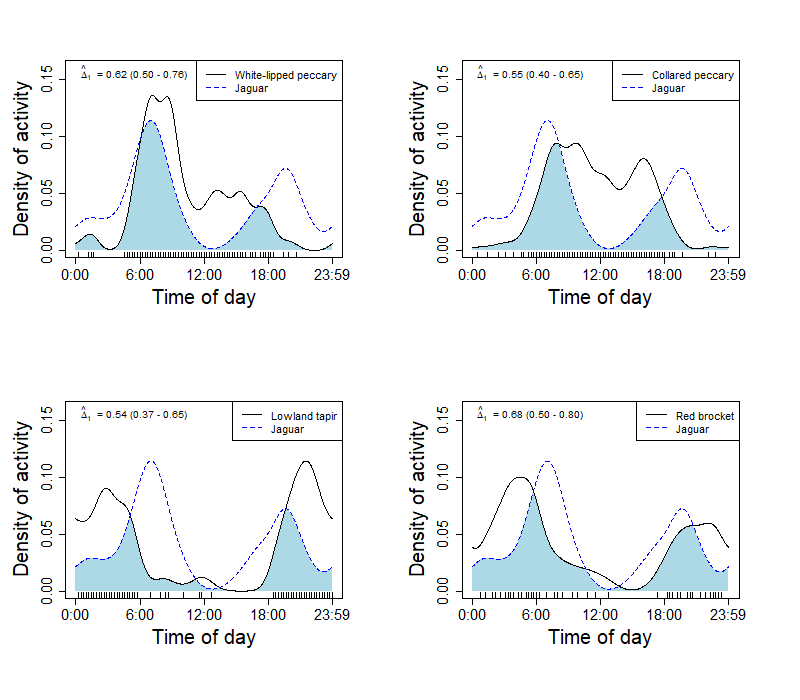 Δ̂₁ = 0.62 (0.50 - 0.76)
White-lipped peccary
Jaguar
Density of activity
0.00 0.05 0.10 0.15
0:00 6:00 12:00 18:00 23:59
Time of day
Δ̂₁ = 0.55 (0.40 - 0.65)
Collared peccary
Jaguar
Density of activity
0.00 0.05 0.10 0.15
0:00 6:00 12:00 18:00 23:59
Time of day
Δ̂₁ = 0.54 (0.37 - 0.65)
Lowland tapir
Jaguar
Density of activity
0.00 0.05 0.10 0.15
0:00 6:00 12:00 18:00 23:59
Time of day
Δ̂₁ = 0.68 (0.50 - 0.80)
Red brocket
Jaguar
Density of activity
0.00 0.05 0.10 0.15
0:00 6:00 12:00 18:00 23:59
Time of day